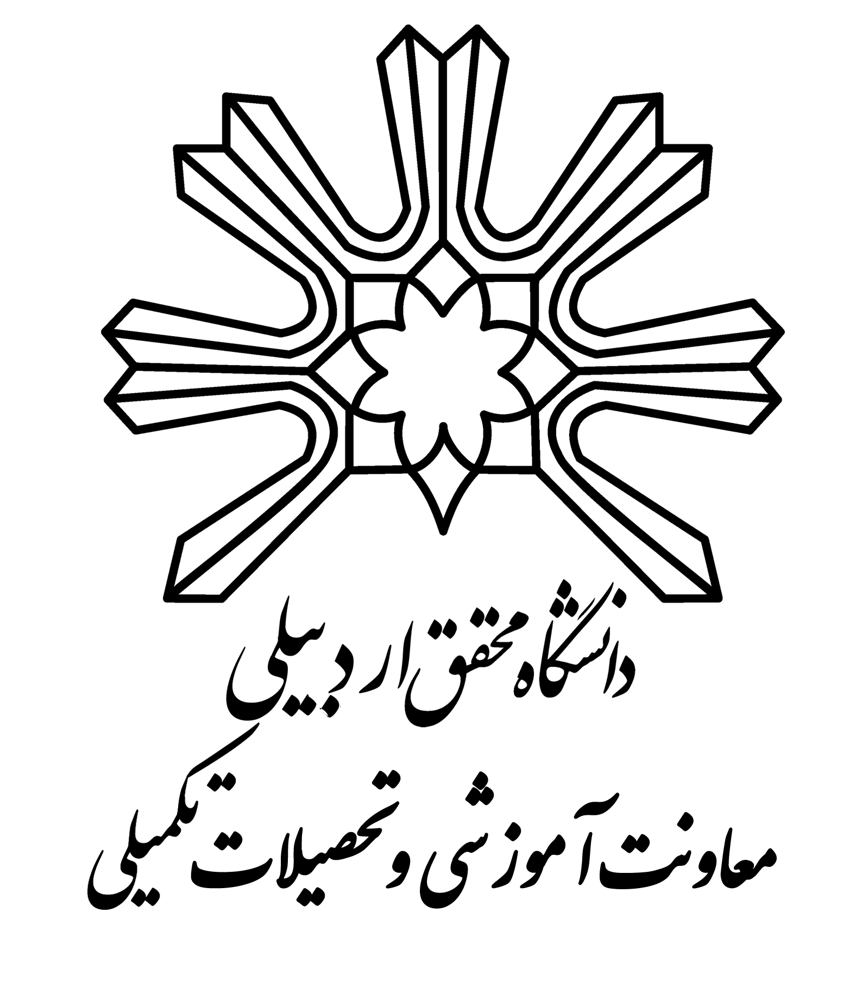 دانشگاه محقق اردبیلی
معاونت آموزشی و تحصیلات تکمیلی